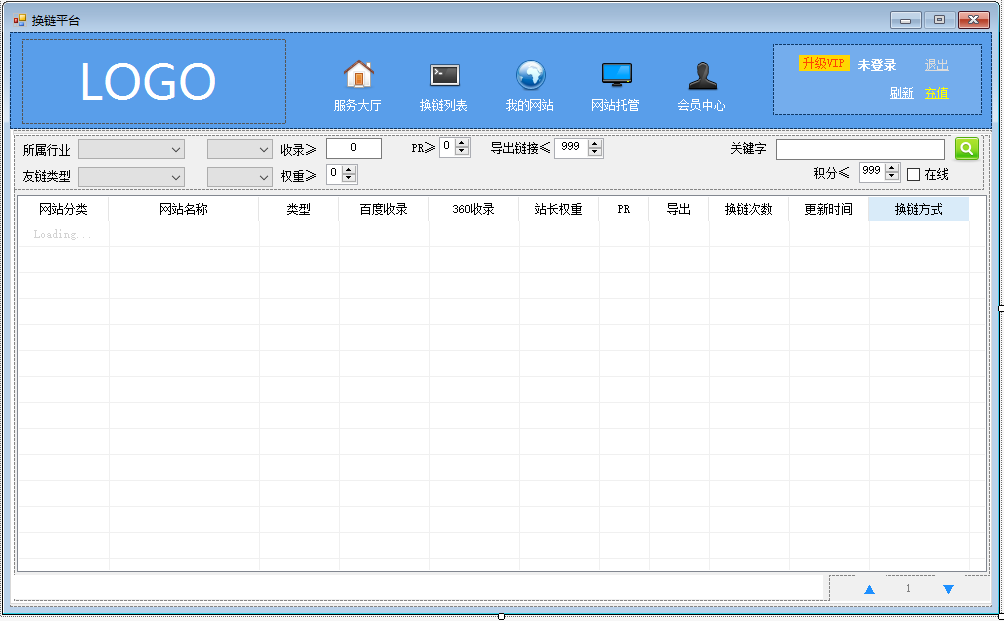 换链平台
LOGO
服务大厅 换链列表 我的网站 网站托管 会员中心
升级VIP 未登录 退出
刷新 充值
所属行业 收录≥ 0 PR≥ 0 导出链接≤ 999 关键字
友链类型 权重≥ 0 积分≤ 999 在线
网站分类 网站名称 类型 百度收录 360收录 站长权重 PR 导出 换链次数 更新时间 换链方式
Loading...
1